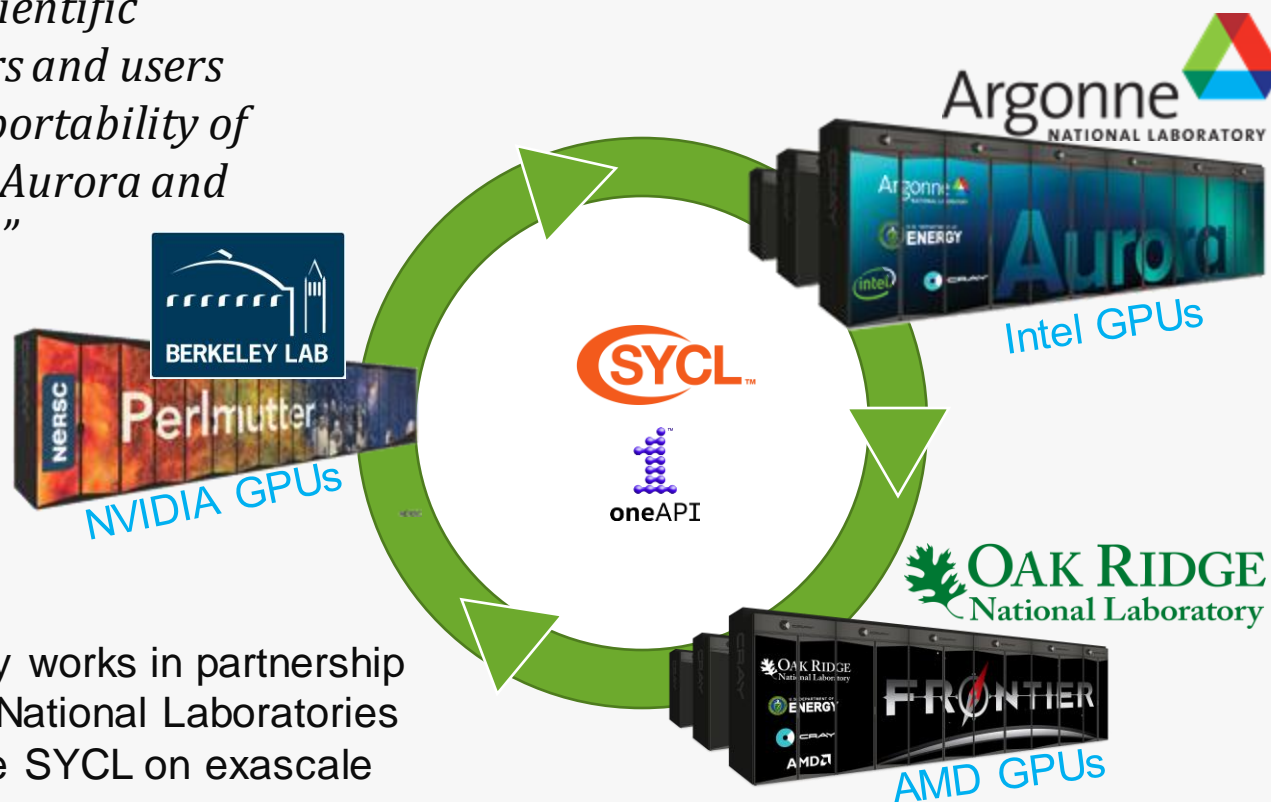 ientific
rs and users
portability of
Aurora and
”
Argonne
NATIONAL LABORATORY
Argonne
ENERGY
intel
CRAY
Aurora
Intel GPUs
BERKELEY LAB
NERSC
Perlmutter
NVIDIA GPUs
SYCL™
oneAPI
OAK RIDGE
National Laboratory
OAK RIDGE
National Laboratory
ENERGY
CRAY
AMD
FRONTIER
AMD GPUs
y works in partnership
National Laboratories
e SYCL on exascale